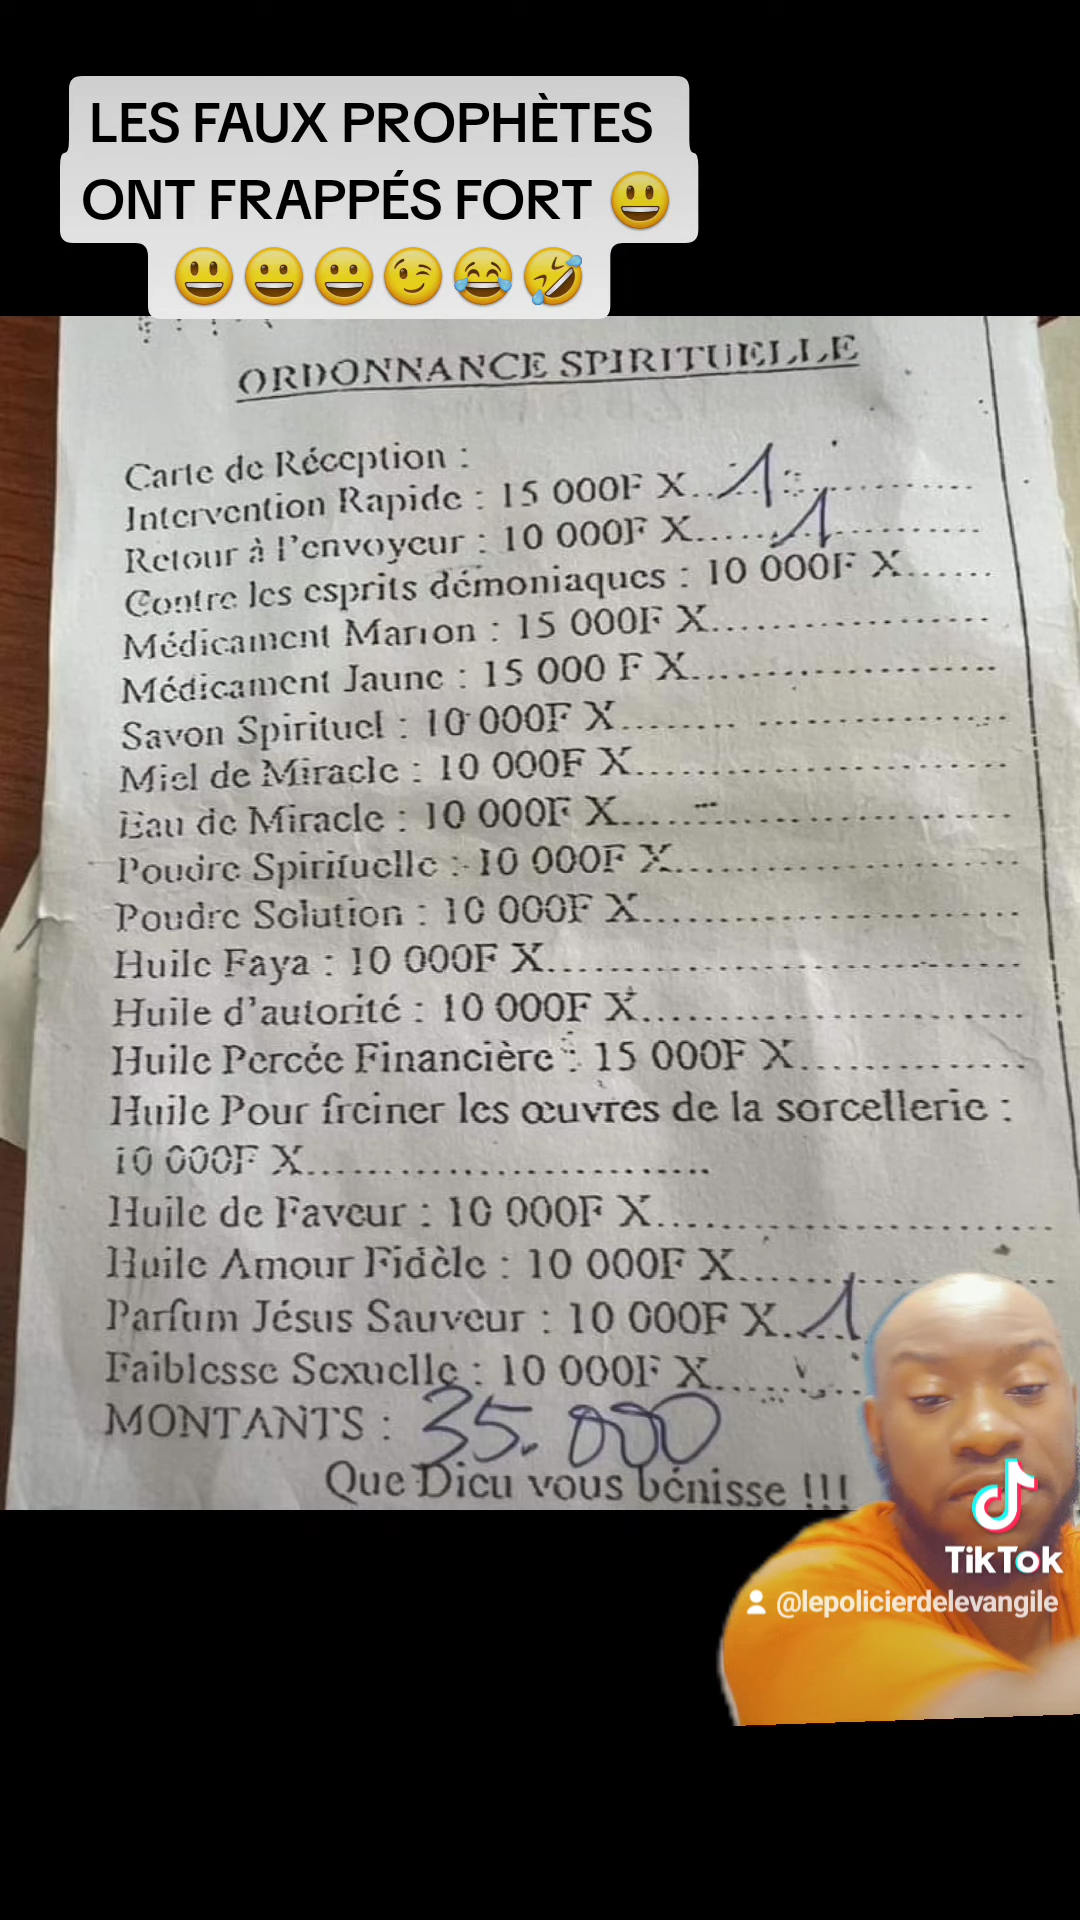 LES FAUX PROPHÈTES
ONT FRAPPÉS FORT 😃
😃😀😀😉😂🤣
ORDONNANCE SPIRITUELLE
Carte de Réception :
Intervention Rapide : 15 000F X..1..........
Retour à l'envoyeur : 10 000F X......1..........
Contre les esprits démoniaques : 10 000F X......
Médicament Marron : 15 000F X....................
Médicament Jaune : 15 000 F X....................
Savon Spirituel : 10 000F X....................
Miel de Miracle : 10 000F X....................
Eau de Miracle : 10 000F X....................
Poudre Spirituelle : 10 000F X....................
Poudre Solution : 10 000F X....................
Huile Faya : 10 000F X....................
Huile d'autorité : 10 000F X....................
Huile Percée Financière : 15 000F X..............
Huile Pour freiner les œuvres de la sorcellerie :
10 000F X..........................
Huile de Faveur : 10 000F X....................
Huile Amour Fidèle : 10 000F X....................
Parfum Jésus Sauveur : 10 000F X..1..
Faiblesse Sexuelle : 10 000F X..........
MONTANTS : 35.000
Que Dieu vous bénisse !!!
TikTok
@lepolicierdelevangile